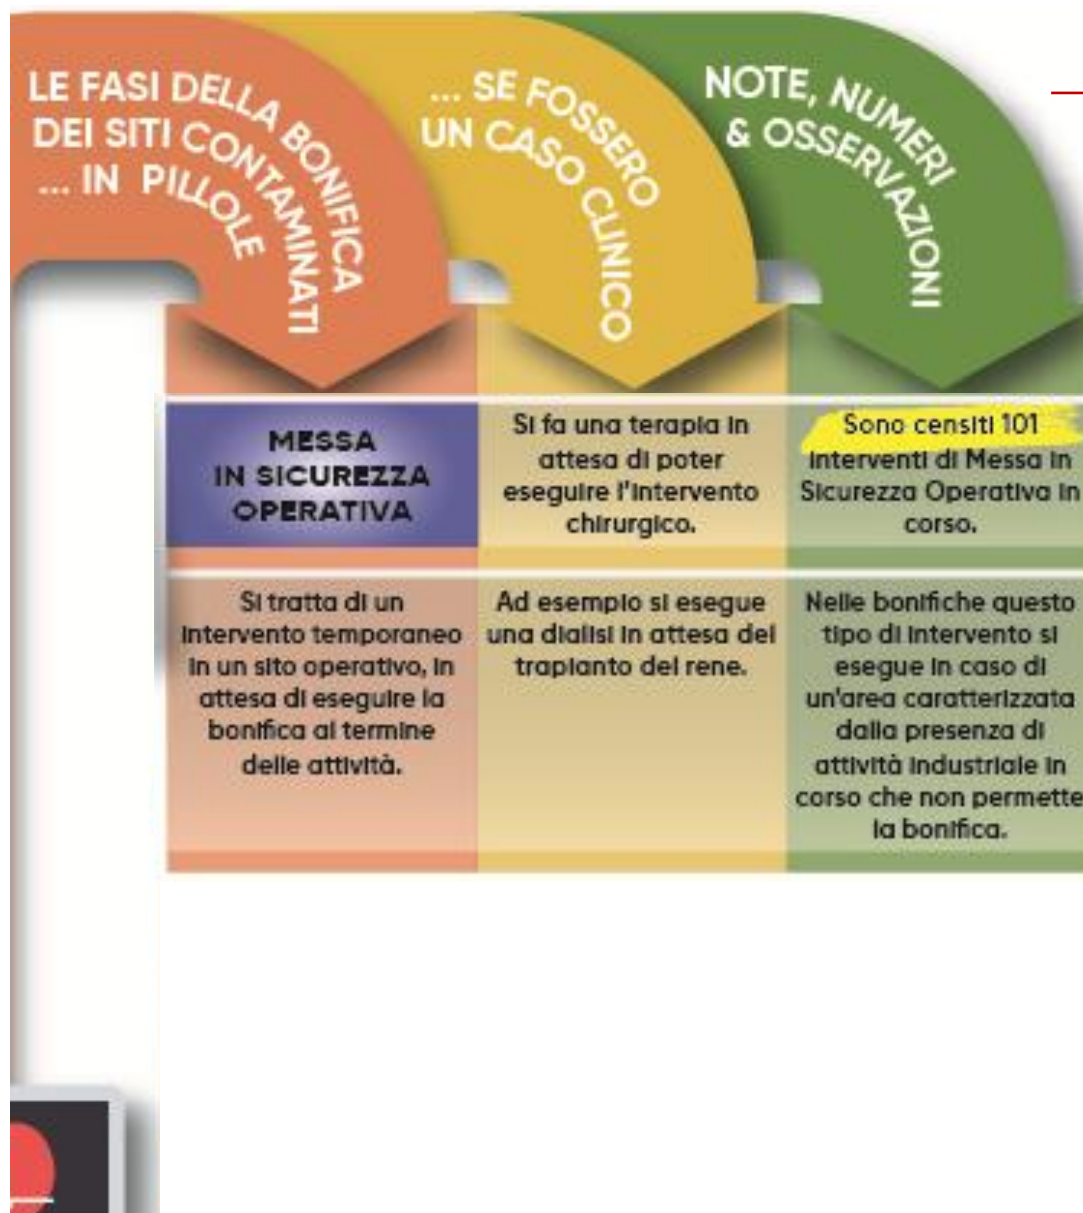 LE FASI DELLA BONIFICA
DEI SITI CONTAMINATI
... IN PILLOLE
... SE FOSSERO
UN CASO CLINICO
NOTE, NUMERI
& OSSERVAZIONI
MESSA
IN SICUREZZA
OPERATIVA
Si fa una terapia in
attesa di poter
eseguire l'intervento
chirurgico.
Sono censiti 101
interventi di Messa in
Sicurezza Operativa in
corso.
Si tratta di un
intervento temporaneo
in un sito operativo, in
attesa di eseguire la
bonifica al termine
delle attività.
Ad esempio si esegue
una dialisi in attesa del
trapianto del rene.
Nelle bonifiche questo
tipo di intervento si
esegue in caso di
un'area caratterizzata
dalla presenza di
attività industriale in
corso che non permette
la bonifica.